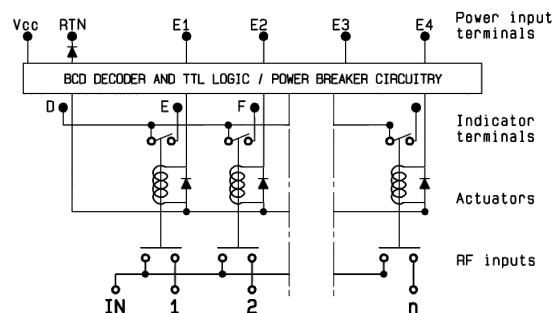 Vcc RTN E1 E2 E3 E4 Power input terminals
BCD DECODER AND TTL LOGIC / POWER BREAKER CIRCUITRY
D E F Indicator terminals
Actuators
RF inputs
IN 1 2 n